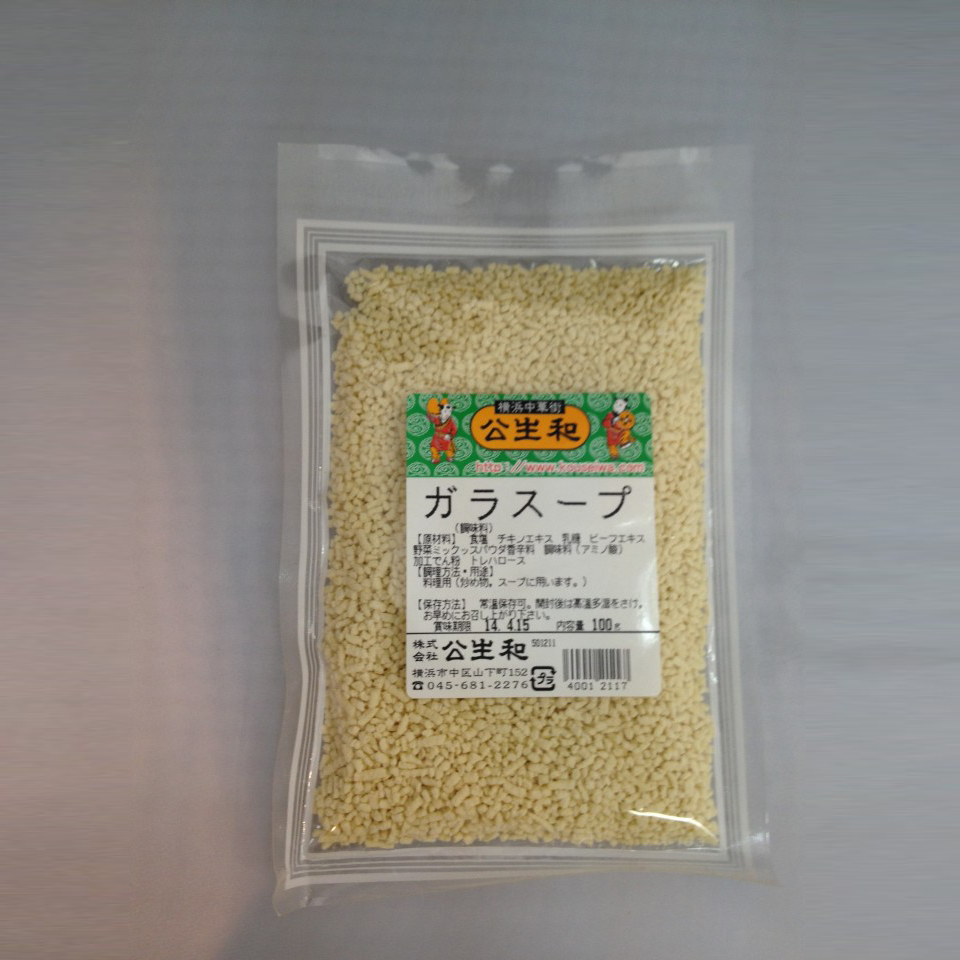 横浜中華街
公生和
http://www.kouseiwa.com
ガラスープ
(調味料)
【原材料】 食塩 チキンエキス 乳糖 ビーフエキス
野菜ミックッスパウダ香辛料 調味料(アミノ酸)
加工でん粉 トレハロース
【調理方法・用途】
料理用(炒め物。スープに用います。)
【保存方法】 常温保存可。開封後は高温多湿をさけ。
お早めにお召し上がり下さい。
賞味期限 14. 4.15 内容量 100g
株式会社 公生和 501211
横浜市中区山下町152
☎045-681-2276 プラ
4001 2117